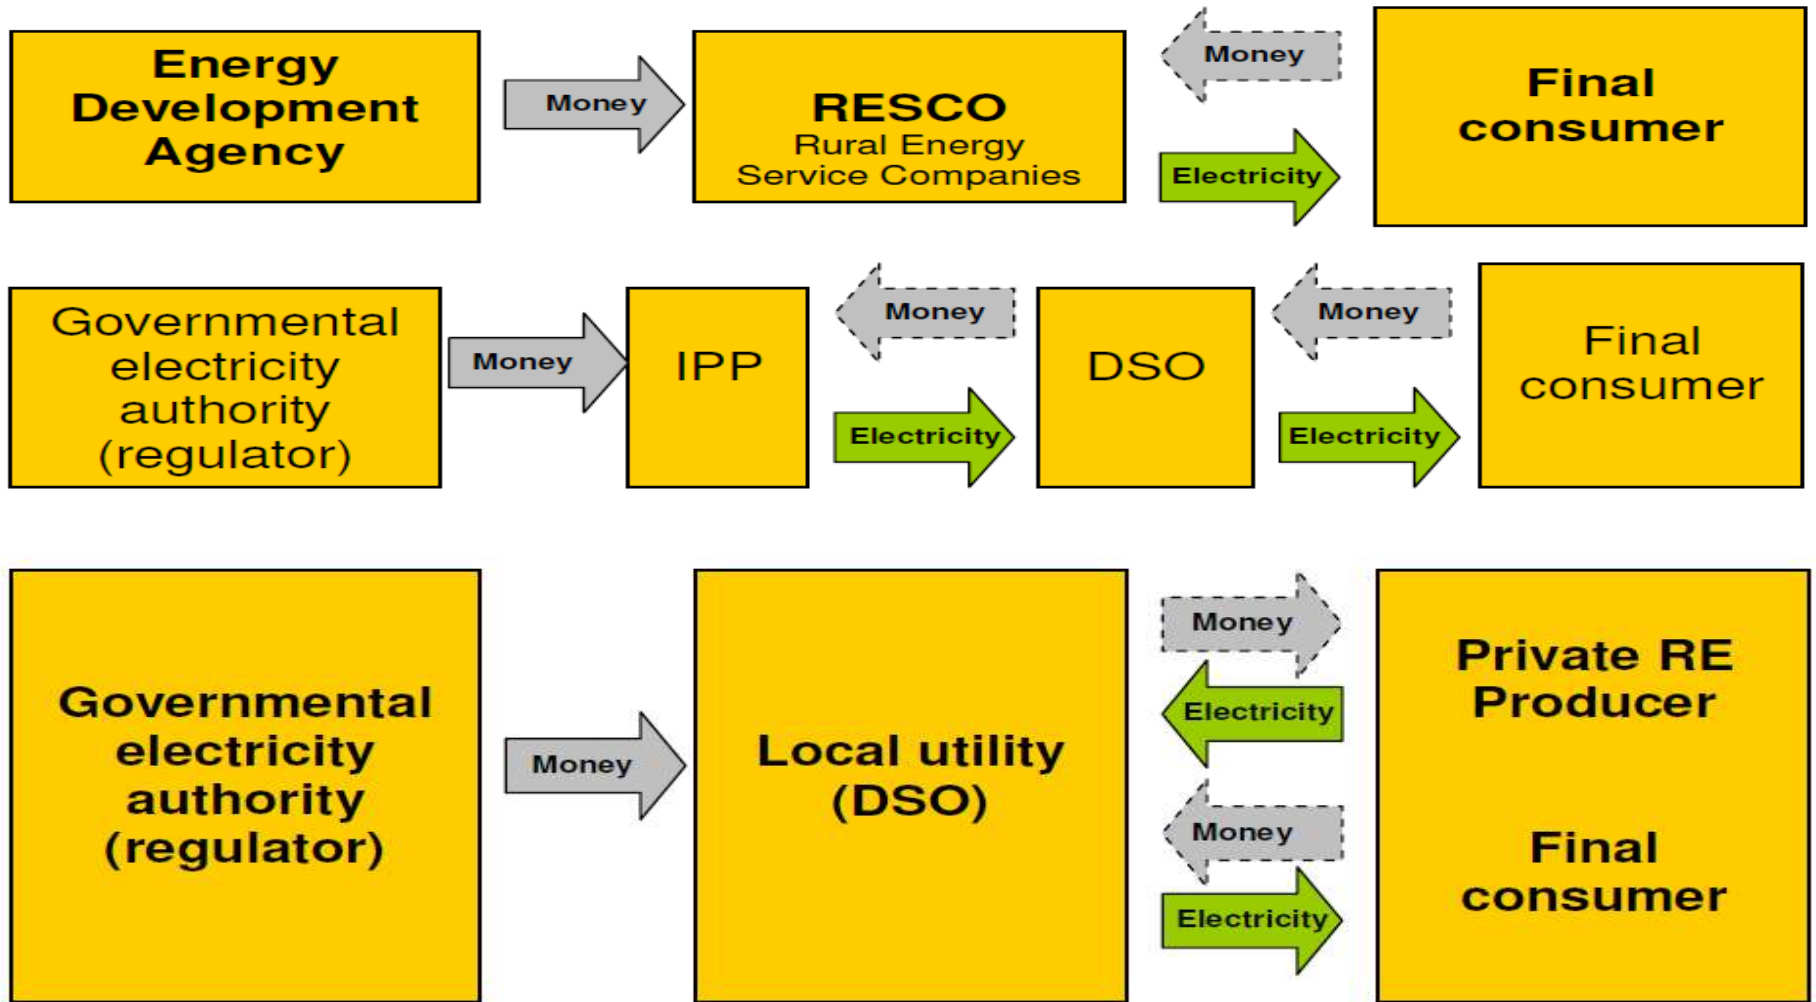 Energy
Development
Agency
Money
RESCO
Rural Energy
Service Companies
Money
Electricity
Final
consumer
Governmental
electricity
authority
(regulator)
Money
IPP
Money
Electricity
DSO
Money
Electricity
Final
consumer
Governmental
electricity
authority
(regulator)
Money
Local utility
(DSO)
Money
Electricity
Money
Electricity
Private RE
Producer
Final
consumer